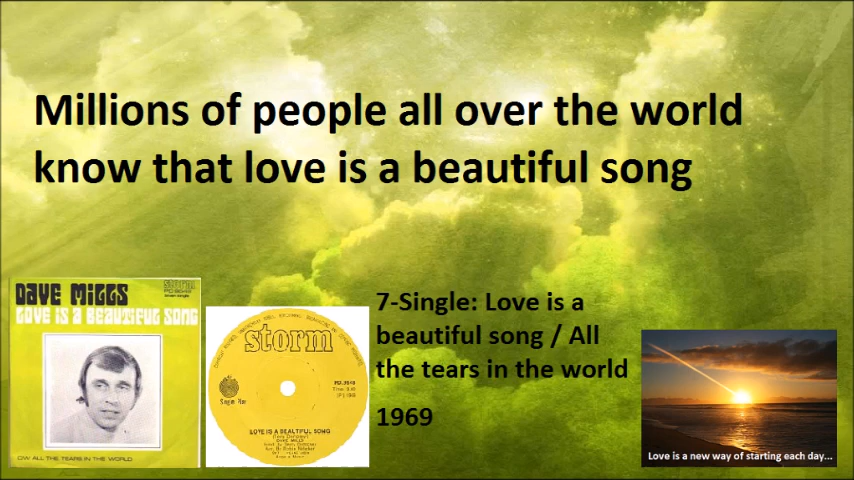 Millions of people all over the world
know that love is a beautiful song
DAVE MILLS
LOVE IS A BEAUTIFUL SONG
storm
C/W ALL THE TEARS IN THE WORLD
storm
LOVE IS A BEAUTIFUL SONG
DAVE MILLS
7-Single: Love is a
beautiful song / All
the tears in the world
1969
Love is a new way of starting each day...